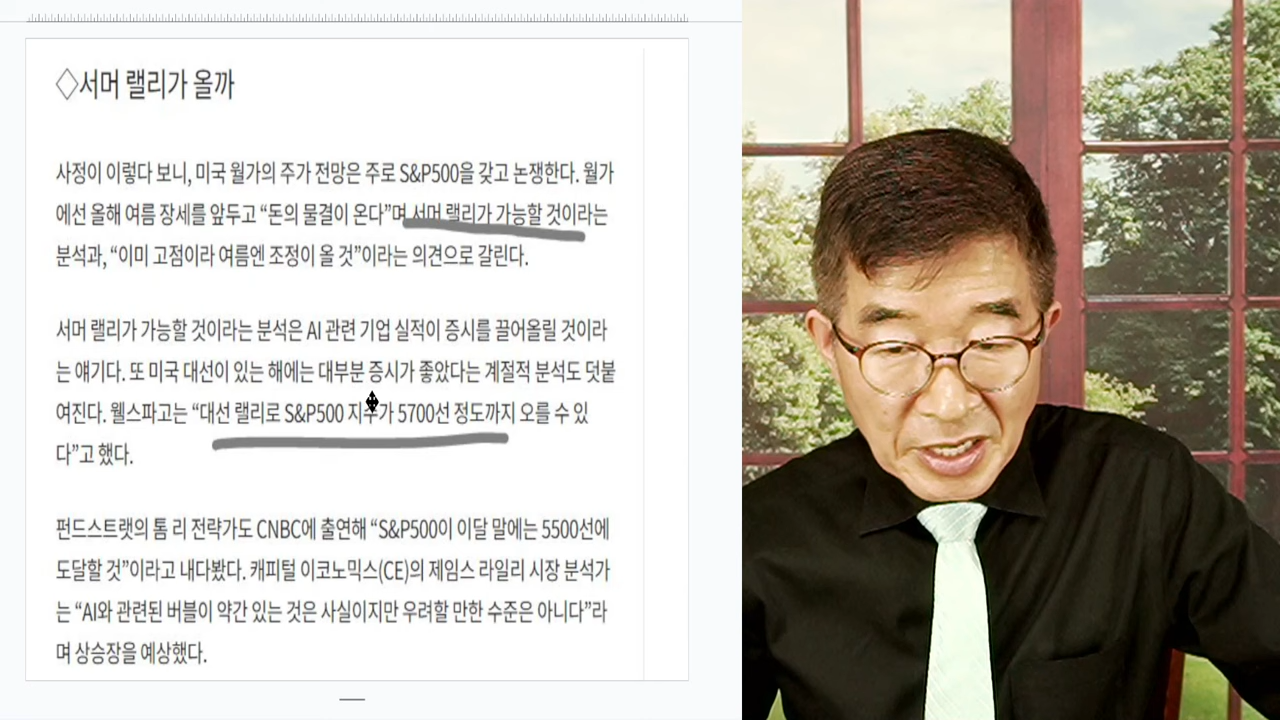 ◇서머 랠리가 올까
사정이 이렇다 보니, 미국 월가의 주가 전망은 주로 S&P500을 갖고 논쟁한다. 월가
에선 올해 여름 장세를 앞두고 “돈의 물결이 온다”며 서머 랠리가 가능할 것이라는
분석과, “이미 고점이라 여름엔 조정이 올 것”이라는 의견으로 갈린다.
서머 랠리가 가능할 것이라는 분석은 AI 관련 기업 실적이 증시를 끌어올릴 것이라
는 얘기다. 또 미국 대선이 있는 해에는 대부분 증시가 좋았다는 계절적 분석도 덧붙
여진다. 웰스파고는 “대선 랠리로 S&P500 지수가 5700선 정도까지 오를 수 있
다”고 했다.
펀드스트랫의 톰 리 전략가도 CNBC에 출연해 “S&P500이 이달 말에는 5500선에
도달할 것”이라고 내다봤다. 캐피털 이코노믹스(CE)의 제임스 라일리 시장 분석가
는 “AI와 관련된 버블이 약간 있는 것은 사실이지만 우려할 만한 수준은 아니다”라
며 상승장을 예상했다.